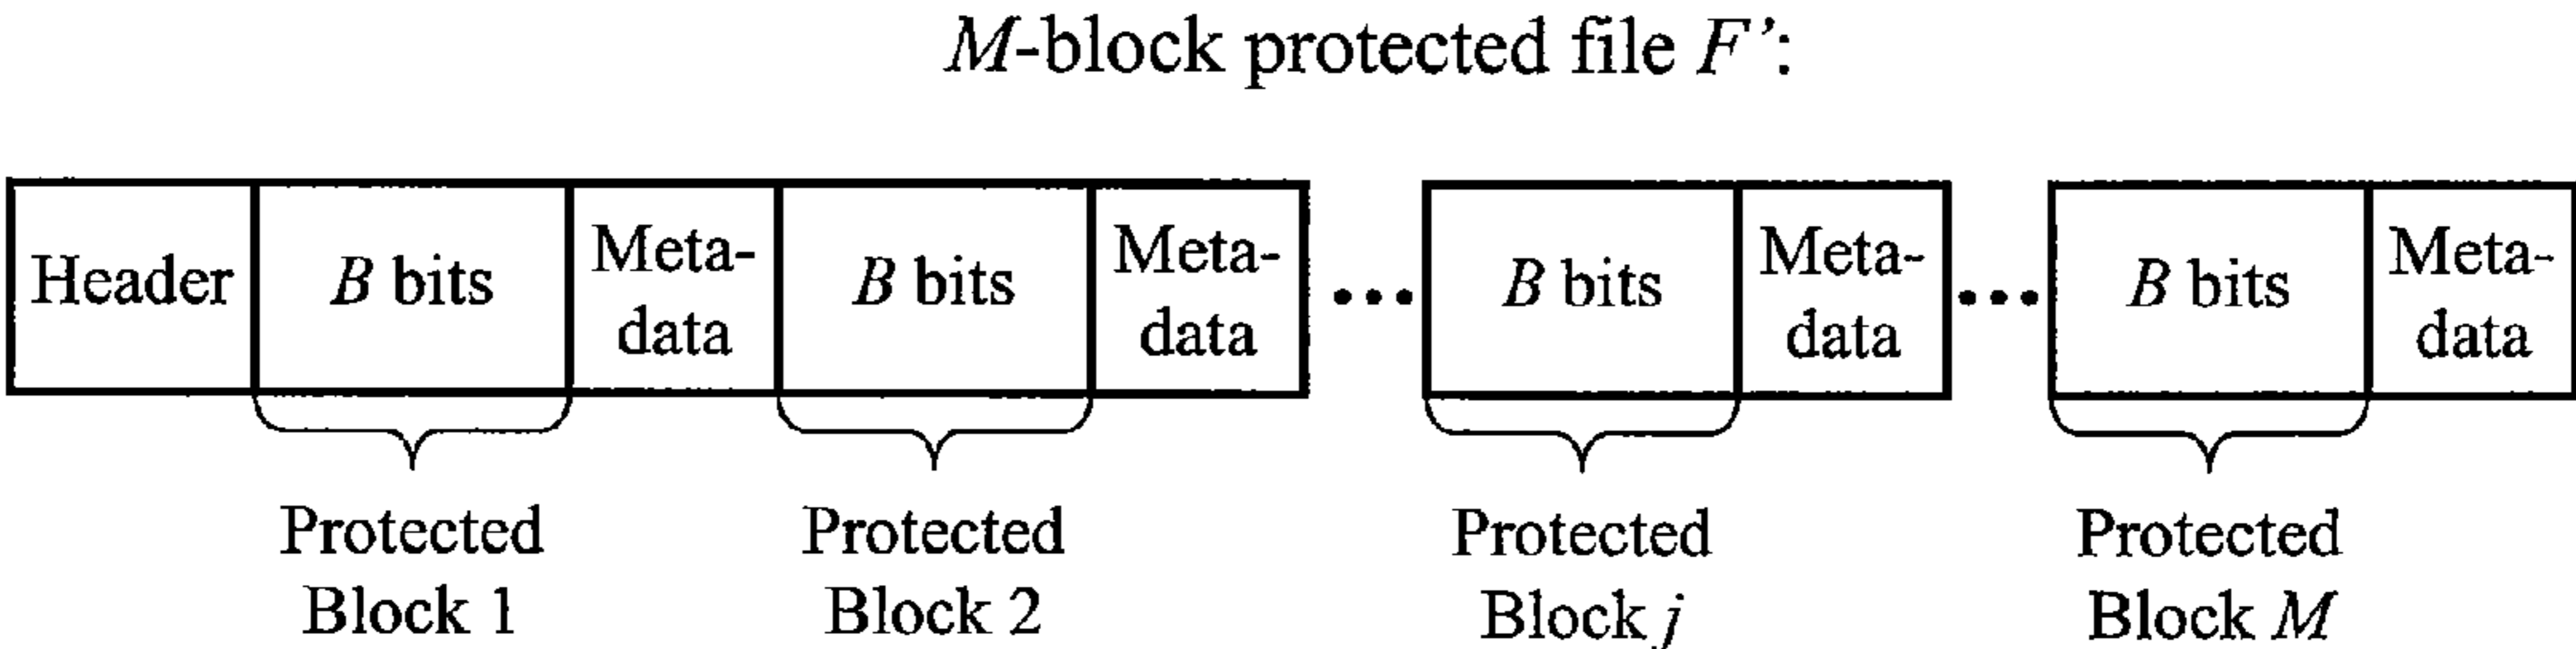 M-block protected file F’:
Header B bits Meta- B bits Meta- ••• B bits Meta- ••• B bits Meta-
data data data data
Protected Protected Protected Protected
Block 1 Block 2 Block j Block M